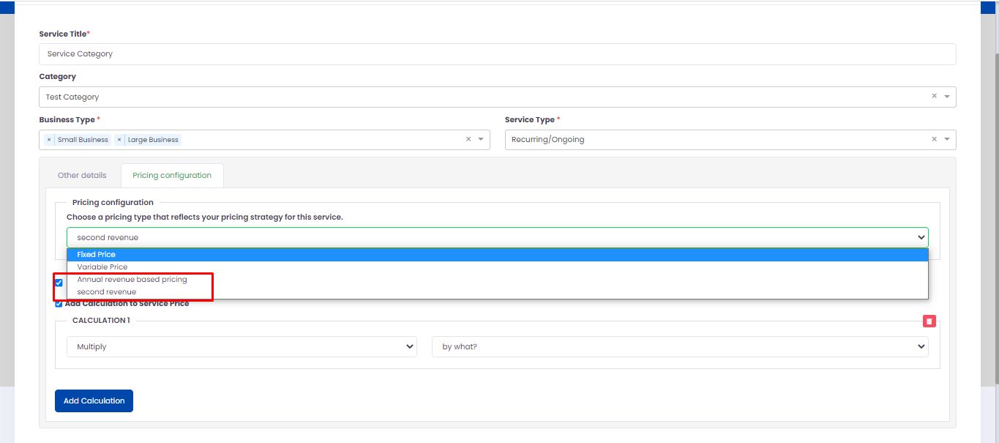 Service Title*
Service Category
Category
Test Category ×
Business Type * Service Type *
× Small Business × Large Business × Recurring/Ongoing ×
Other details Pricing configuration
Pricing configuration
Choose a pricing type that reflects your pricing strategy for this service.
second revenue
Fixed Price
Variable Price
Annual revenue based pricing
second revenue
Add Calculation to Service Price
CALCULATION 1
Multiply by what?
Add Calculation